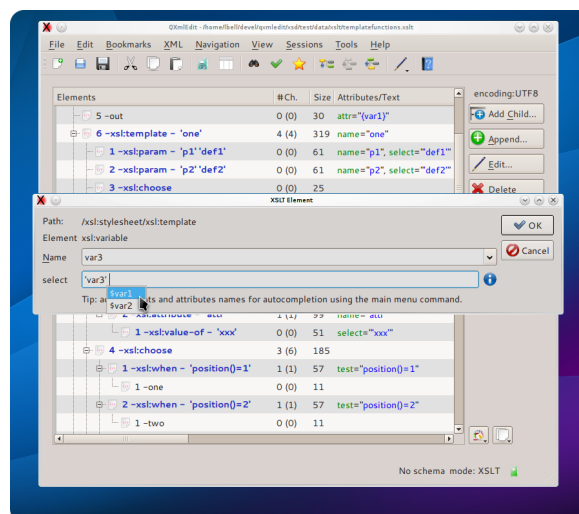 QXmlEdit - /home/lbell/devel/qvmledit/vxd/test/data/xslt/templatefunctions.xslt
File Edit Bookmarks XML Navigation View Sessions Tools Help
Elements #Ch. Size Attributes/Text
encoding:UTF8
5 -out 0 (0) 30 attr="{var1}"
Add Child...
6 -xsl:template - 'one' 4 (4) 319 name="one"
Append...
1 -xsl:param - 'p1' 'def1' 0 (0) 61 name="p1", select="'def1'"
2 -xsl:param - 'p2' 'def2' 0 (0) 61 name="p2", select="'def2'"
Edit...
3 -xsl:choose 0 (0) 25
Delete
XSLT Element
Path: /xsl:stylesheet/xsl:template
OK
Element xsl:variable
Cancel
Name var3
select 'var3'
$var1
$var2
Tip: ts and attributes names for autocompletion using the main menu command.
1 -xsl:value-of - 'xxx' 0 (0) 51 select="'xxx'"
4 -xsl:choose 3 (6) 185
1 -xsl:when - 'position()=1' 1 (1) 57 test="position()=1"
1 -one 0 (0) 11
2 -xsl:when - 'position()=2' 1 (1) 57 test="position()=2"
1 -two 0 (0) 11
No schema mode: XSLT